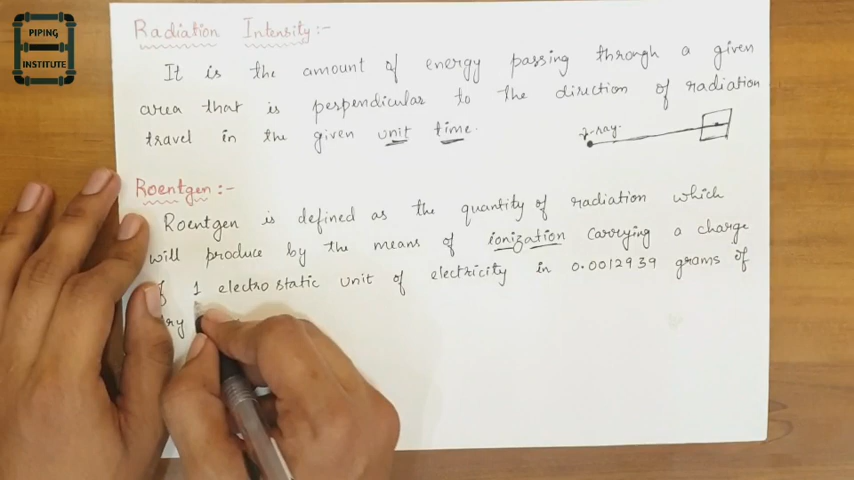 PIPING
INSTITUTE
Radiation Intensity:-
It is the amount of energy passing through a given
area that is perpendicular to the direction of radiation
travel in the given unit time.
γ-ray.
Roentgen:-
Roentgen is defined as the quantity of radiation which
will produce by the means of ionization carrying a charge
of 1 electrostatic unit of electricity in 0.0012939 grams of
dry